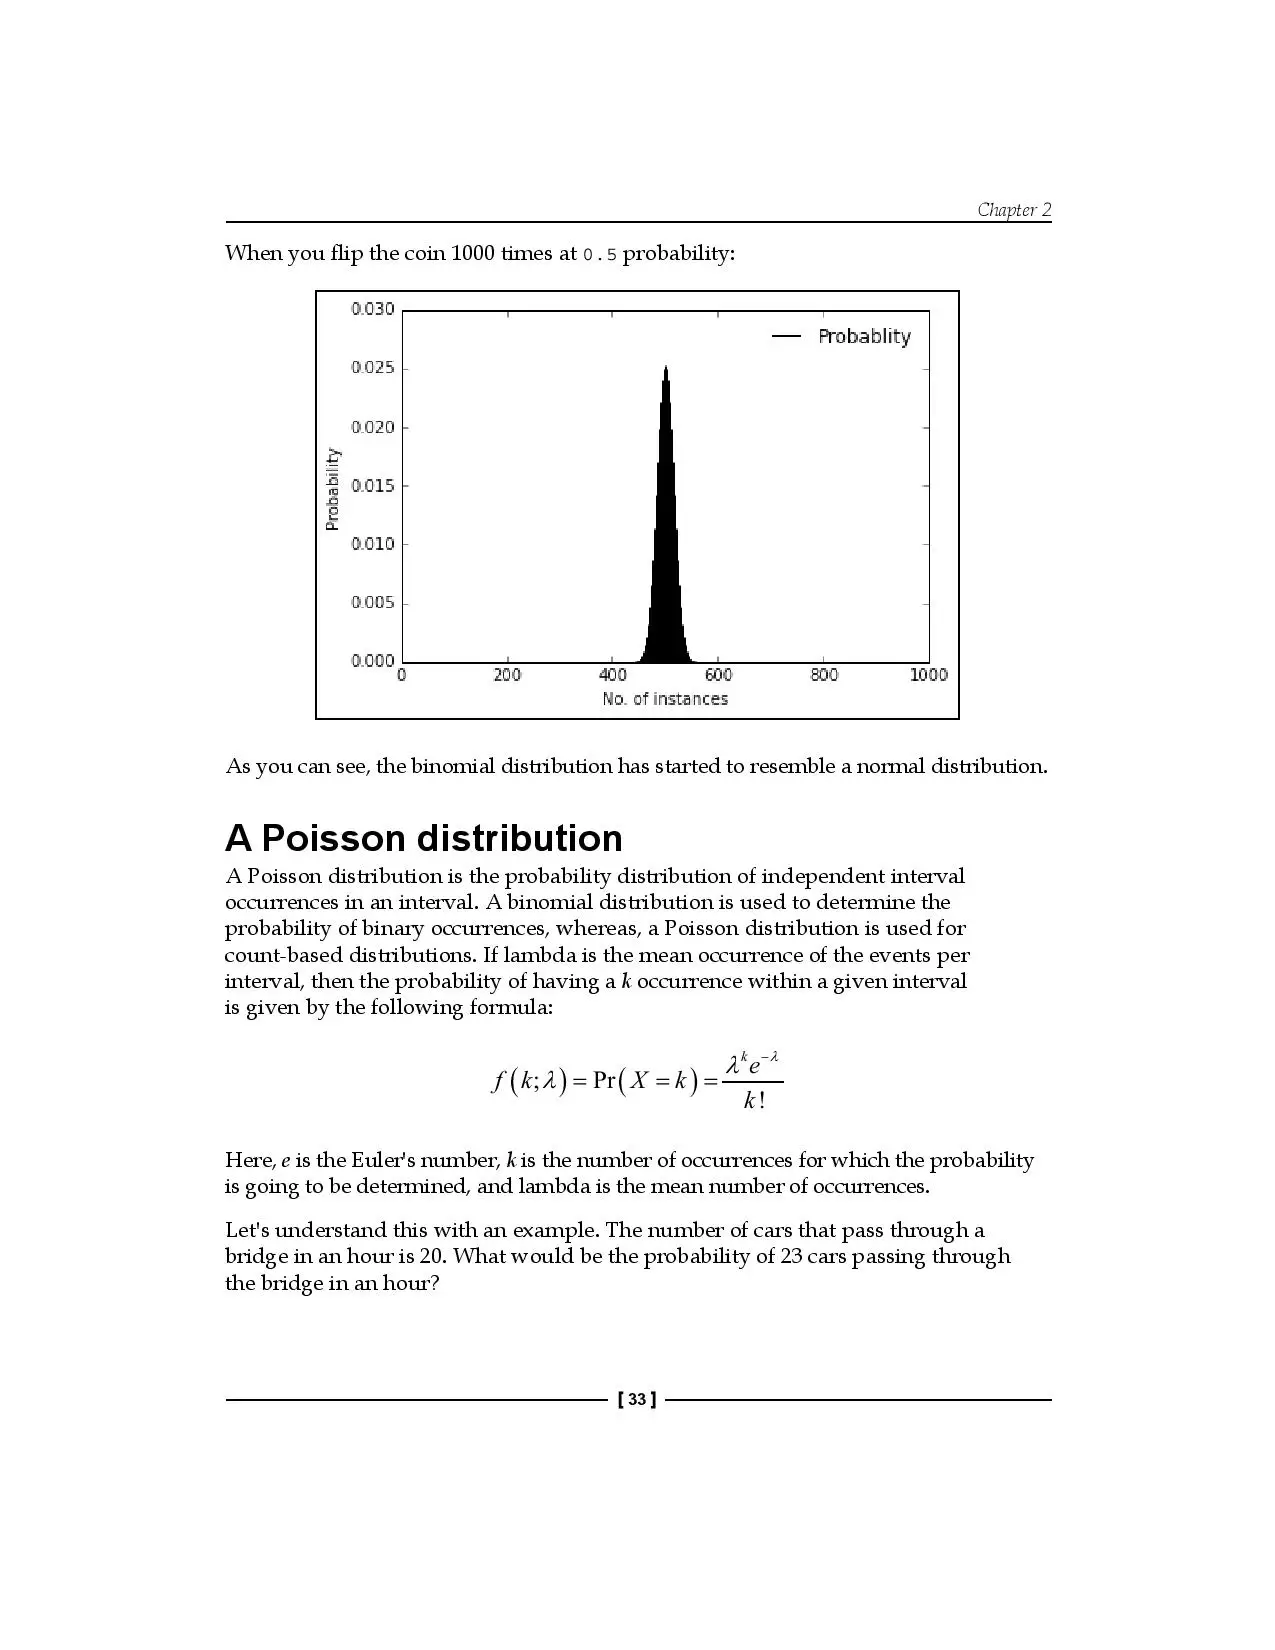 Chapter 2
When you flip the coin 1000 times at 0.5 probability:
0.030
0.025
0.020
0.015
0.010
0.005
0.000
Probability
Probablity
0 200 400 600 800 1000
No. of instances
As you can see, the binomial distribution has started to resemble a normal distribution.
A Poisson distribution
A Poisson distribution is the probability distribution of independent interval
occurrences in an interval. A binomial distribution is used to determine the
probability of binary occurrences, whereas, a Poisson distribution is used for
count-based distributions. If lambda is the mean occurrence of the events per
interval, then the probability of having a k occurrence within a given interval
is given by the following formula:
f(k;λ) = Pr(X = k) = λ^k e^−λ / k!
Here, e is the Euler's number, k is the number of occurrences for which the probability
is going to be determined, and lambda is the mean number of occurrences.
Let's understand this with an example. The number of cars that pass through a
bridge in an hour is 20. What would be the probability of 23 cars passing through
the bridge in an hour?
[ 33 ]